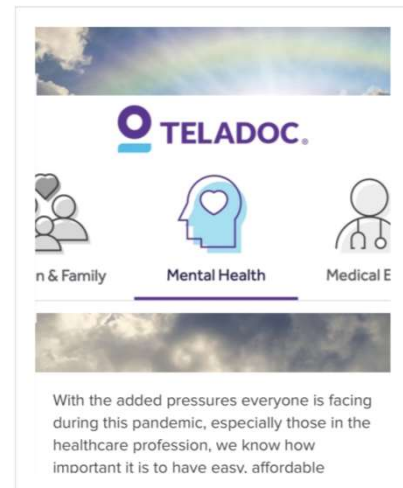 TELADOC®
n & Family Mental Health Medical E
With the added pressures everyone is facing
during this pandemic, especially those in the
healthcare profession, we know how
important it is to have easy, affordable